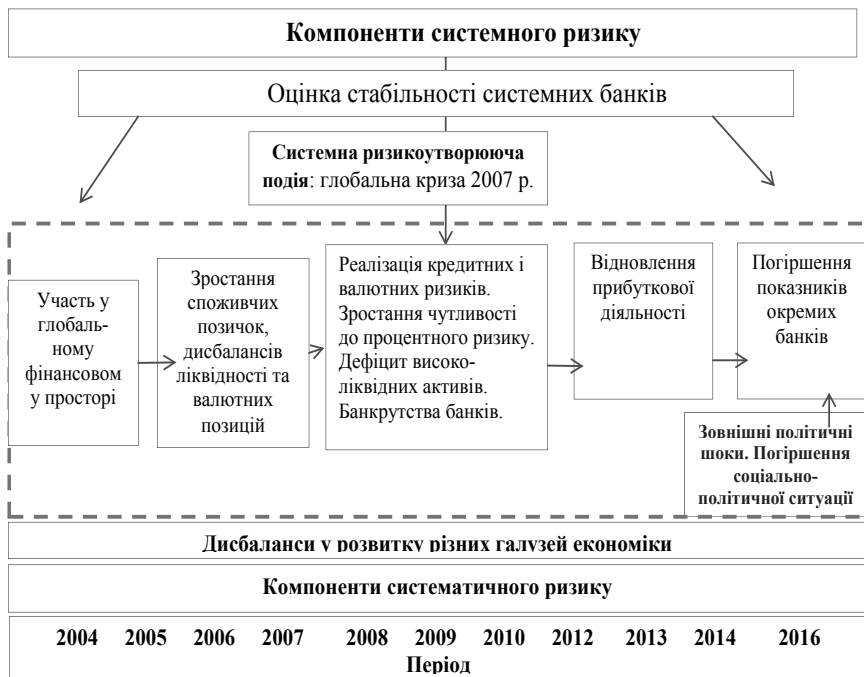 Компоненти системного ризику
Оцінка стабільності системних банків
Системна ризикоутворююча
подія: глобальна криза 2007 р.
Участь у
глобаль-
ному
фінансовом
у просторі
Зростання
споживчих
позичок,
дисбалансів
ліквідності та
валютних
позицій
Реалізація кредитних і
валютних ризиків.
Зростання чутливості
до процентного ризику.
Дефіцит високо-
ліквідних активів.
Банкрутства банків.
Відновлення
прибуткової
діяльності
Погіршення
показників
окремих
банків
Зовнішні політичні
шоки. Погіршення
соціально-
політичної ситуації
Дисбаланси у розвитку різних галузей економіки
Компоненти систематичного ризику
2004 2005 2006 2007 2008 2009 2010 2012 2013 2014 2016
Період